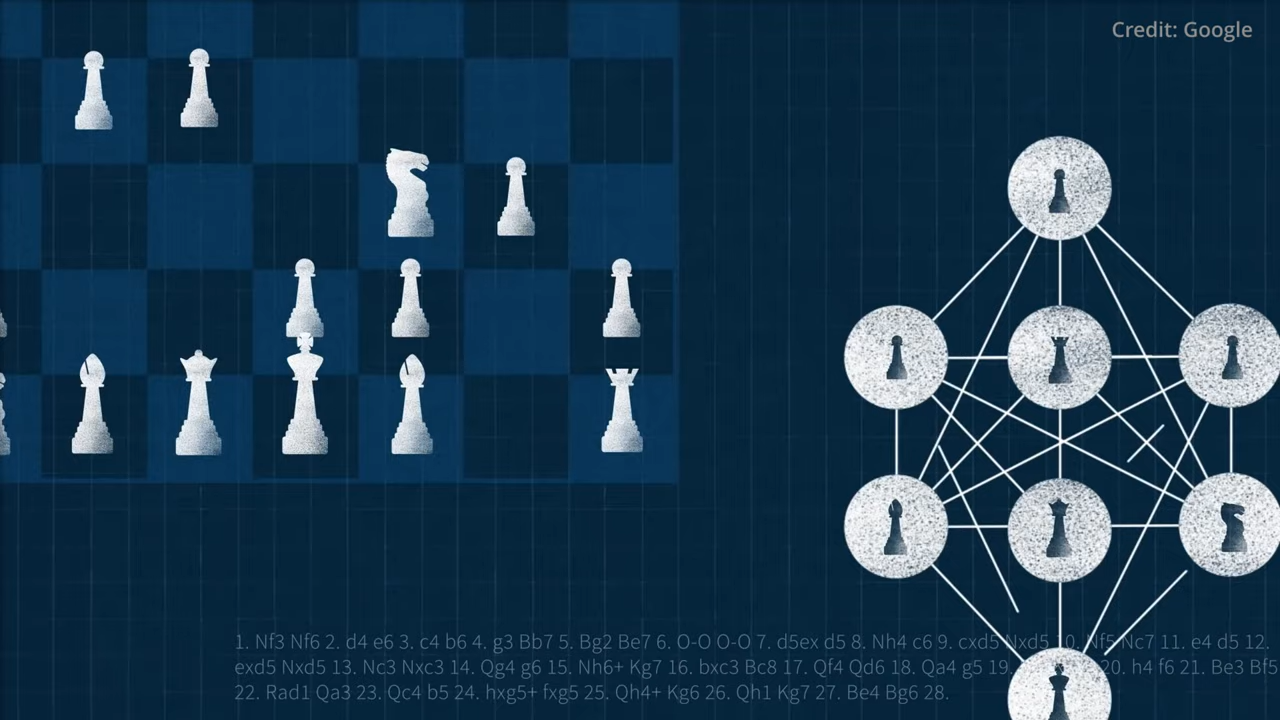 Credit: Google
1. Nf3 Nf6 2. d4 e6 3. c4 b6 4. g3 Bb7 5. Bg2 Be7 6. O-O O-O 7. d5ex d5 8. Nh4 c6 9. cxd5 Nxd5 10. Nf5 Nc7 11. e4 d5 12.
exd5 Nxd5 13. Nc3 Nxc3 14. Qg4 g6 15. Nh6+ Kg7 16. bxc3 Bc8 17. Qf4 Qd6 18. Qa4 g5 19. 20. h4 f6 21. Be3 Bf5
22. Rad1 Qa3 23. Qc4 b5 24. hxg5+ fxg5 25. Qh4+ Kg6 26. Qh1 Kg7 27. Be4 Bg6 28.